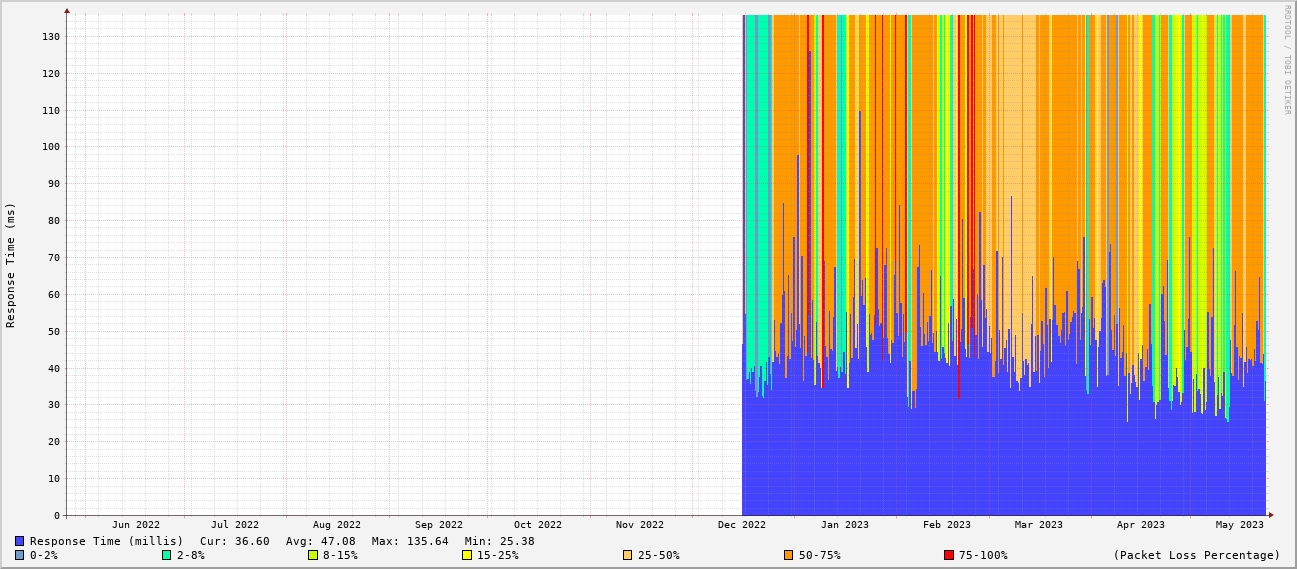 RRDTOOL / TOBI OETIKER
Response Time (ms)
130
120
110
100
90
80
70
60
50
40
30
20
10
0
Jun 2022 Jul 2022 Aug 2022 Sep 2022 Oct 2022 Nov 2022 Dec 2022 Jan 2023 Feb 2023 Mar 2023 Apr 2023 May 2023
Response Time (millis) Cur: 36.60 Avg: 47.08 Max: 135.64 Min: 25.38
0-2% 2-8% 8-15% 15-25% 25-50% 50-75% 75-100% (Packet Loss Percentage)